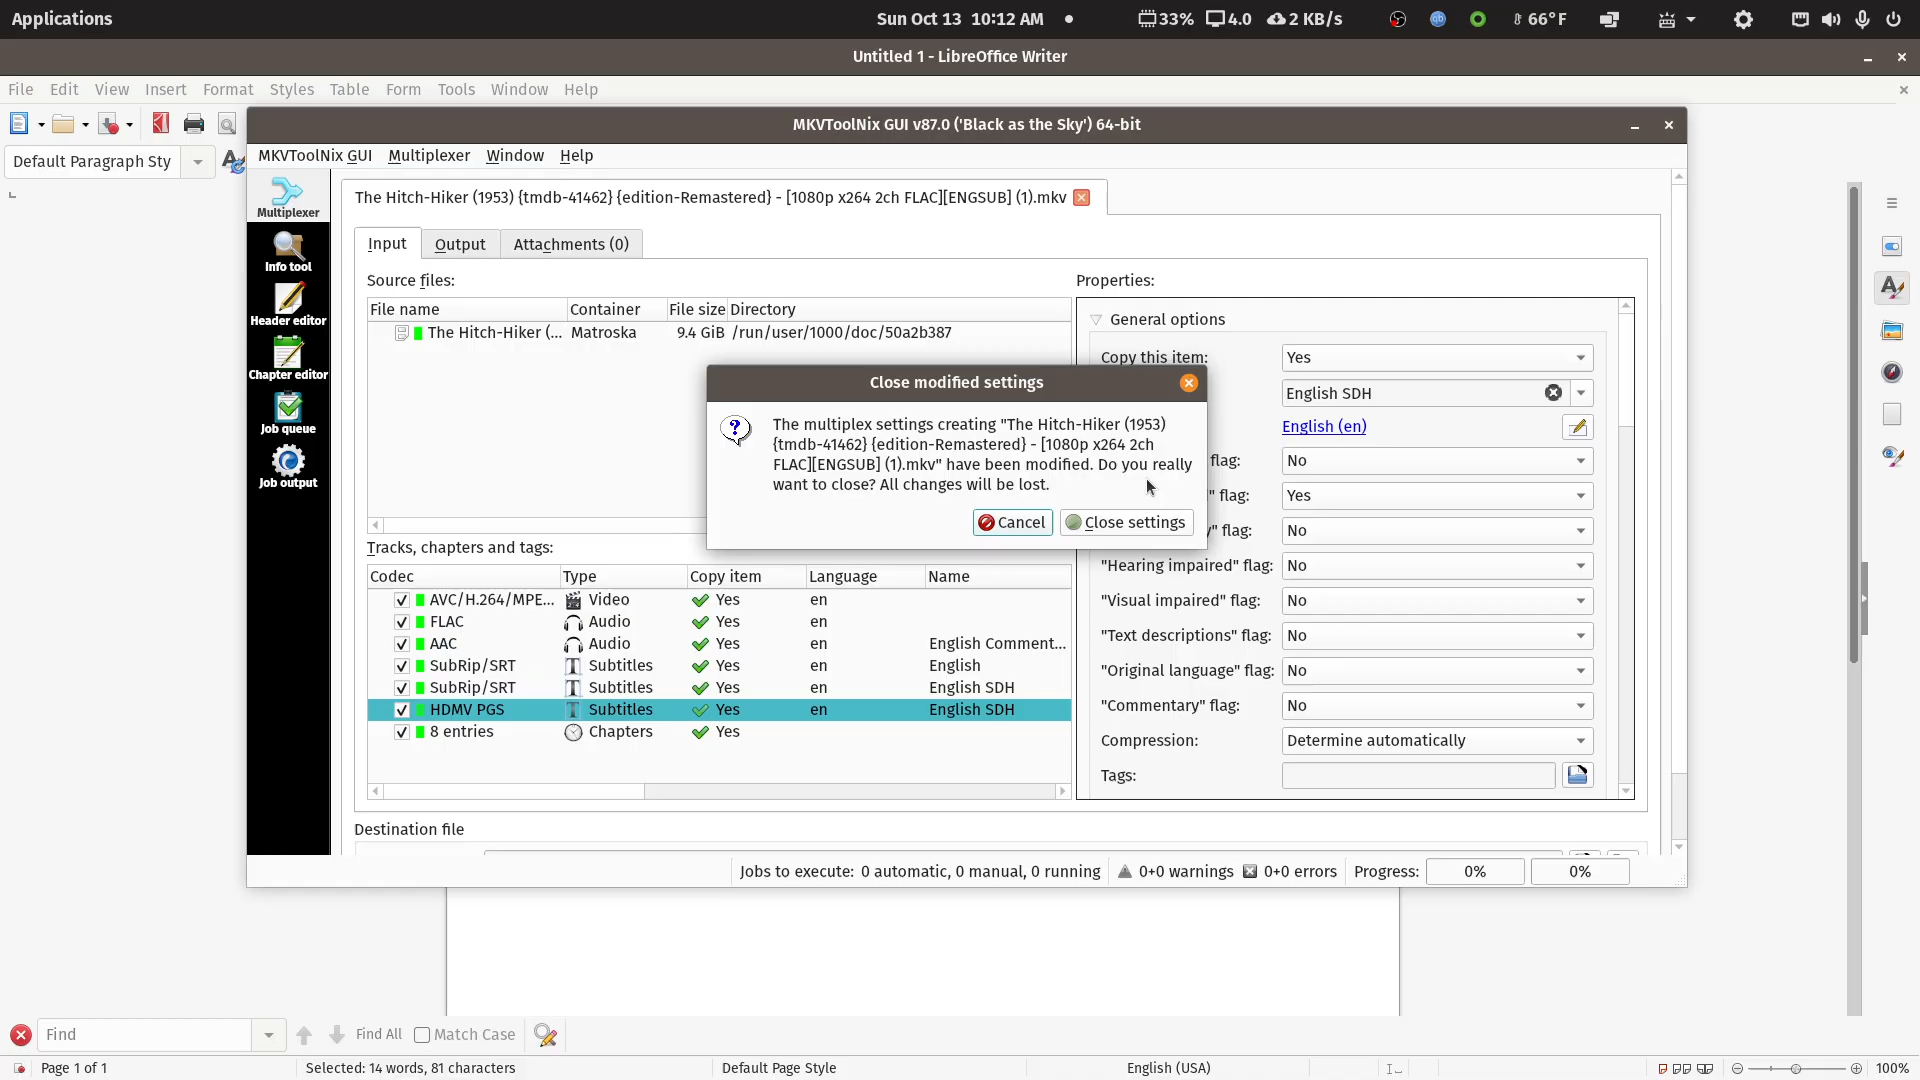 Applications
Sun Oct 13 10:12 AM
33% 4.0 2 KB/s
66°F
Untitled 1 - LibreOffice Writer
File Edit View Insert Format Styles Table Form Tools Window Help
Default Paragraph Sty
MKVToolNix GUI v87.0 ('Black as the Sky') 64-bit
MKVToolNix GUI Multiplexer Window Help
Multiplexer
Info tool
Header editor
Chapter editor
Job queue
Job output
The Hitch-Hiker (1953) {tmdb-41462} {edition-Remastered} - [1080p x264 2ch FLAC][ENGSUB] (1).mkv
Input Output Attachments (0)
Source files:
File name Container File size Directory
The Hitch-Hiker (... Matroska 9.4 GiB /run/user/1000/doc/50a2b387
Properties:
General options
Copy this item: Yes
English SDH
English (en)
flag: No
" flag: Yes
y" flag: No
"Hearing impaired" flag: No
"Visual impaired" flag: No
"Text descriptions" flag: No
"Original language" flag: No
"Commentary" flag: No
Compression: Determine automatically
Tags:
Close modified settings
The multiplex settings creating "The Hitch-Hiker (1953)
{tmdb-41462} {edition-Remastered} - [1080p x264 2ch
FLAC][ENGSUB] (1).mkv" have been modified. Do you really
want to close? All changes will be lost.
Cancel Close settings
Tracks, chapters and tags:
Codec Type Copy item Language Name
AVC/H.264/MPE... Video Yes en
FLAC Audio Yes en
AAC Audio Yes en English Comment...
SubRip/SRT Subtitles Yes en English
SubRip/SRT Subtitles Yes en English SDH
HDMV PGS Subtitles Yes en English SDH
8 entries Chapters Yes
Destination file
Jobs to execute: 0 automatic, 0 manual, 0 running 0+0 warnings 0+0 errors Progress: 0% 0%
Find Find All Match Case
Page 1 of 1 Selected: 14 words, 81 characters Default Page Style English (USA) 100%